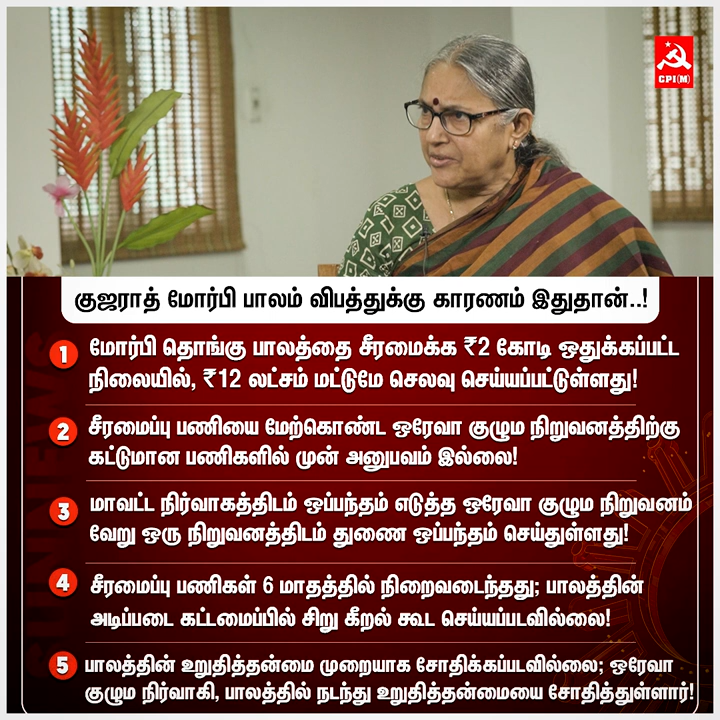 CPI(M)
குஜராத் மோர்பி பாலம் விபத்துக்கு காரணம் இதுதான்..!
1 மோர்பி தொங்கு பாலத்தை சீரமைக்க ₹2 கோடி ஒதுக்கப்பட்ட
நிலையில், ₹12 லட்சம் மட்டுமே செலவு செய்யப்பட்டுள்ளது!
2 சீரமைப்பு பணியை மேற்கொண்ட ஒரேவா குழும நிறுவனத்திற்கு
கட்டுமான பணிகளில் முன் அனுபவம் இல்லை!
3 மாவட்ட நிர்வாகத்திடம் ஒப்பந்தம் எடுத்த ஒரேவா குழும நிறுவனம்
வேறு ஒரு நிறுவனத்திடம் துணை ஒப்பந்தம் செய்துள்ளது!
4 சீரமைப்பு பணிகள் 6 மாதத்தில் நிறைவடைந்தது; பாலத்தின்
அடிப்படை கட்டமைப்பில் சிறு கீறல் கூட செய்யப்படவில்லை!
5 பாலத்தின் உறுதித்தன்மை முறையாக சோதிக்கப்படவில்லை; ஒரேவா
குழும நிர்வாகி, பாலத்தில் நடந்து உறுதித்தன்மையை சோதித்துள்ளார்!
SUNNEWS